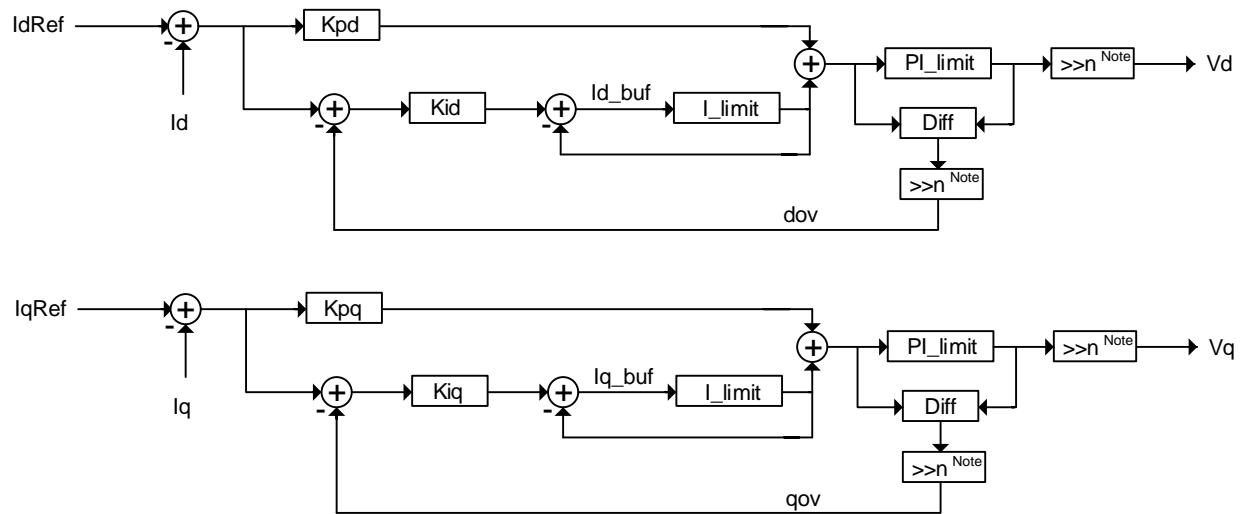 IdRef
+
-
Id
Kpd
+
-
Kid
+
-
Id_buf
I_limit
+
PI_limit
>>n Note
Vd
Diff
>>n Note
dov
IqRef
+
-
Iq
Kpq
+
-
Kiq
+
-
Iq_buf
I_limit
+
PI_limit
>>n Note
Vq
Diff
>>n Note
qov